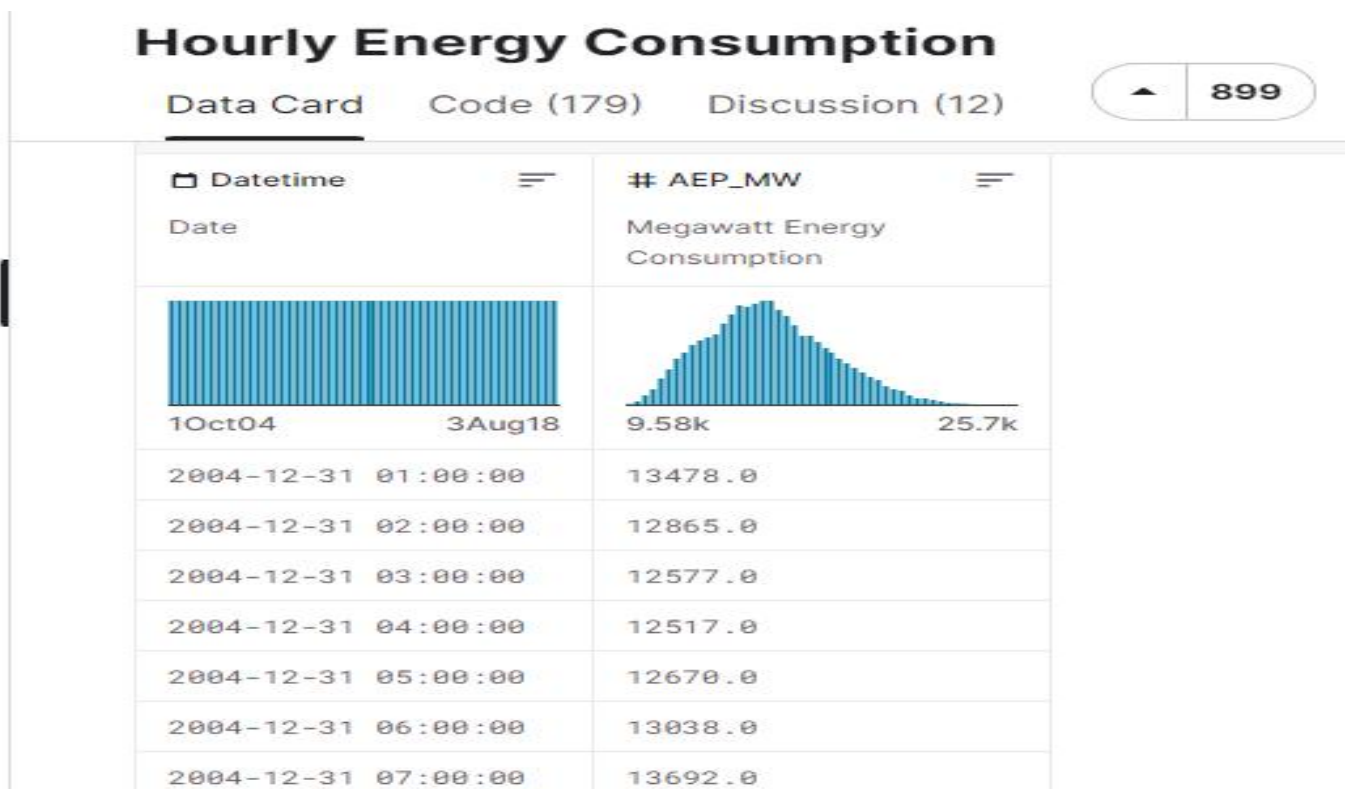 Hourly Energy Consumption
Data Card Code (179) Discussion (12) 899
Datetime # AEP_MW
Date Megawatt Energy
Consumption
1Oct04 3Aug18 9.58k 25.7k
2004-12-31 01:00:00 13478.0
2004-12-31 02:00:00 12865.0
2004-12-31 03:00:00 12577.0
2004-12-31 04:00:00 12517.0
2004-12-31 05:00:00 12670.0
2004-12-31 06:00:00 13038.0
2004-12-31 07:00:00 13692.0